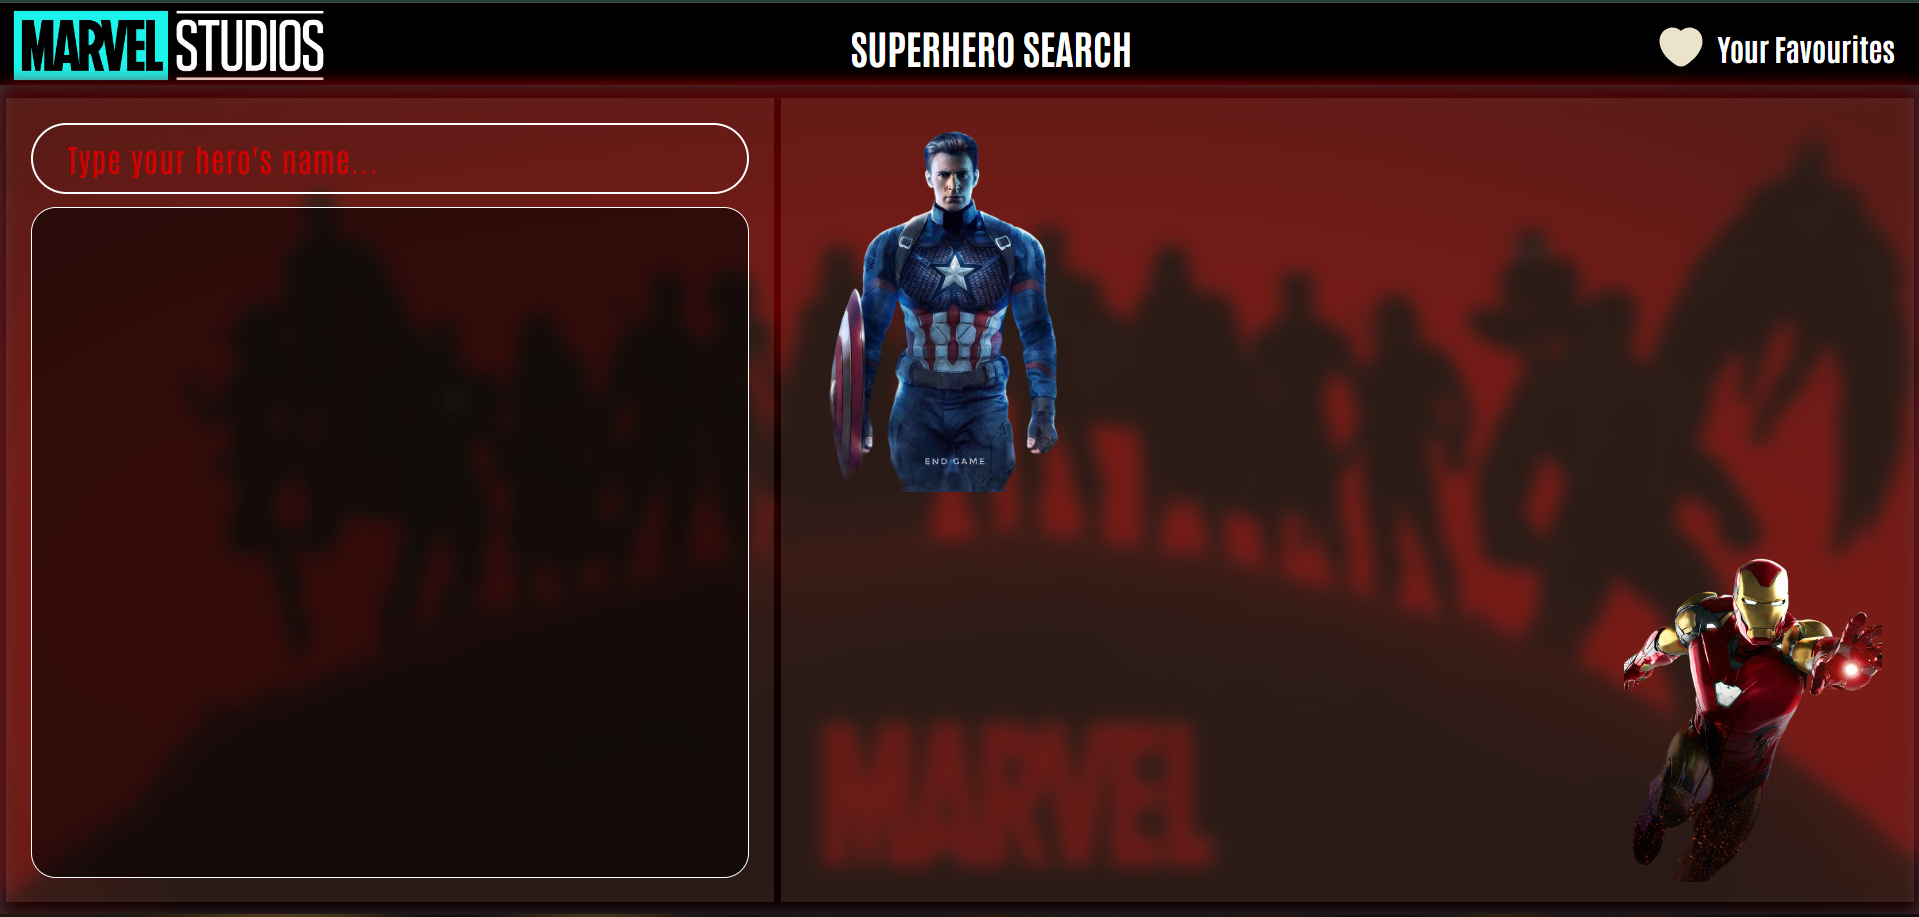 MARVEL STUDIOS
SUPERHERO SEARCH
Your Favourites
Type your hero's name...
END GAME
MARVEL